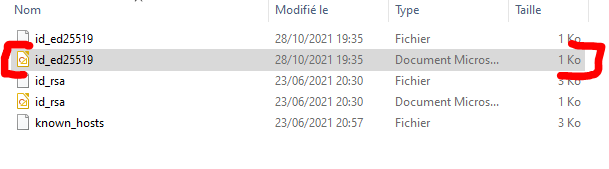 Nom Modifié le Type Taille
id_ed25519 28/10/2021 19:35 Fichier 1 Ko
id_ed25519 28/10/2021 19:35 Document Micros... 1 Ko
id_rsa 23/06/2021 20:30 Fichier 3 Ko
id_rsa 23/06/2021 20:30 Document Micros... 1 Ko
known_hosts 23/06/2021 20:57 Fichier 3 Ko